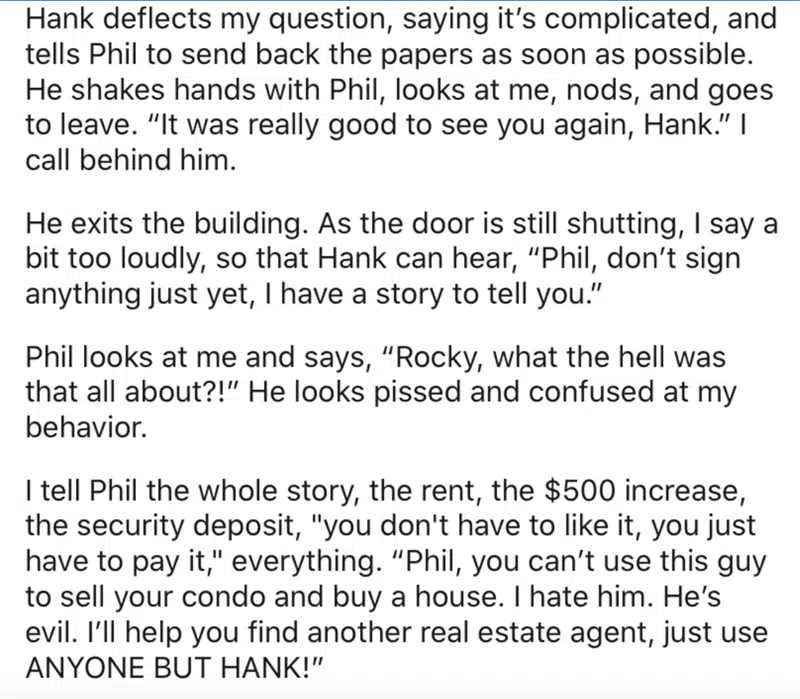 Hank deflects my question, saying it’s complicated, and
tells Phil to send back the papers as soon as possible.
He shakes hands with Phil, looks at me, nods, and goes
to leave. “It was really good to see you again, Hank.” I
call behind him.
He exits the building. As the door is still shutting, I say a
bit too loudly, so that Hank can hear, “Phil, don’t sign
anything just yet, I have a story to tell you.”
Phil looks at me and says, “Rocky, what the hell was
that all about?!” He looks pissed and confused at my
behavior.
I tell Phil the whole story, the rent, the $500 increase,
the security deposit, "you don't have to like it, you just
have to pay it," everything. “Phil, you can’t use this guy
to sell your condo and buy a house. I hate him. He’s
evil. I’ll help you find another real estate agent, just use
ANYONE BUT HANK!”